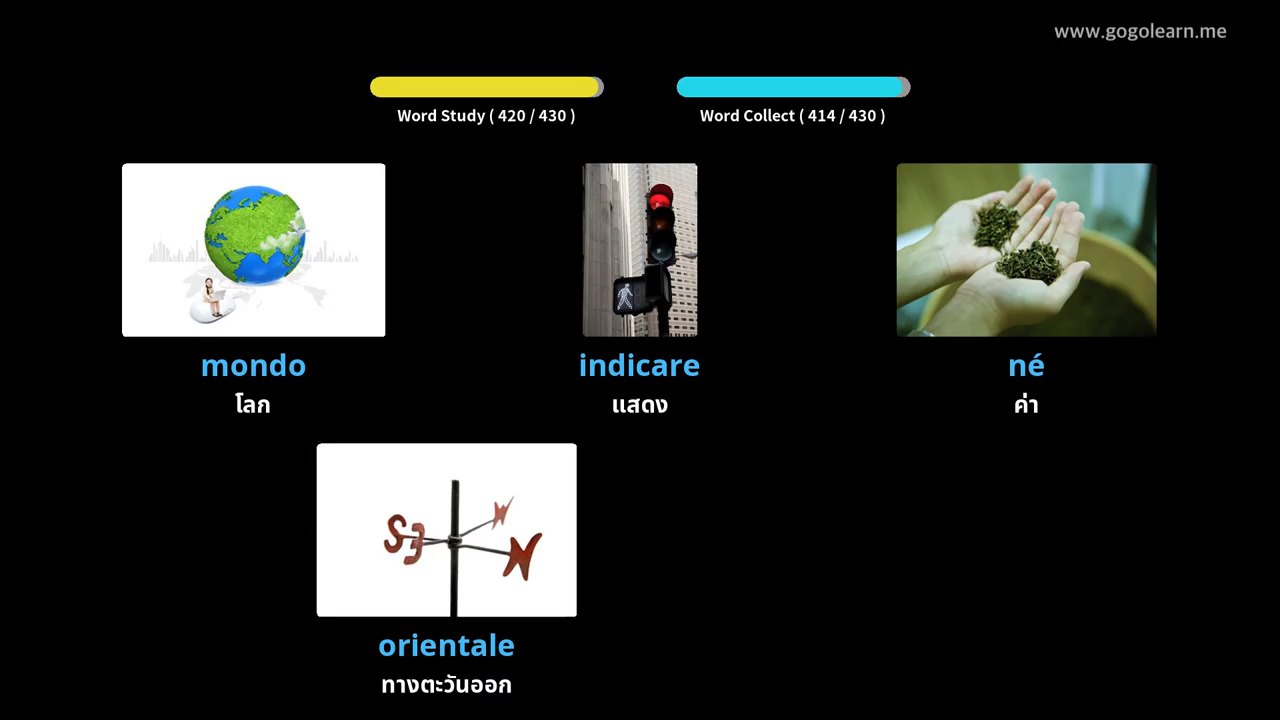 www.gogolearn.me
Word Study ( 420 / 430 )
Word Collect ( 414 / 430 )
mondo
โลก
indicare
แสดง
né
ค่า
S
E
N
orientale
ทางตะวันออก